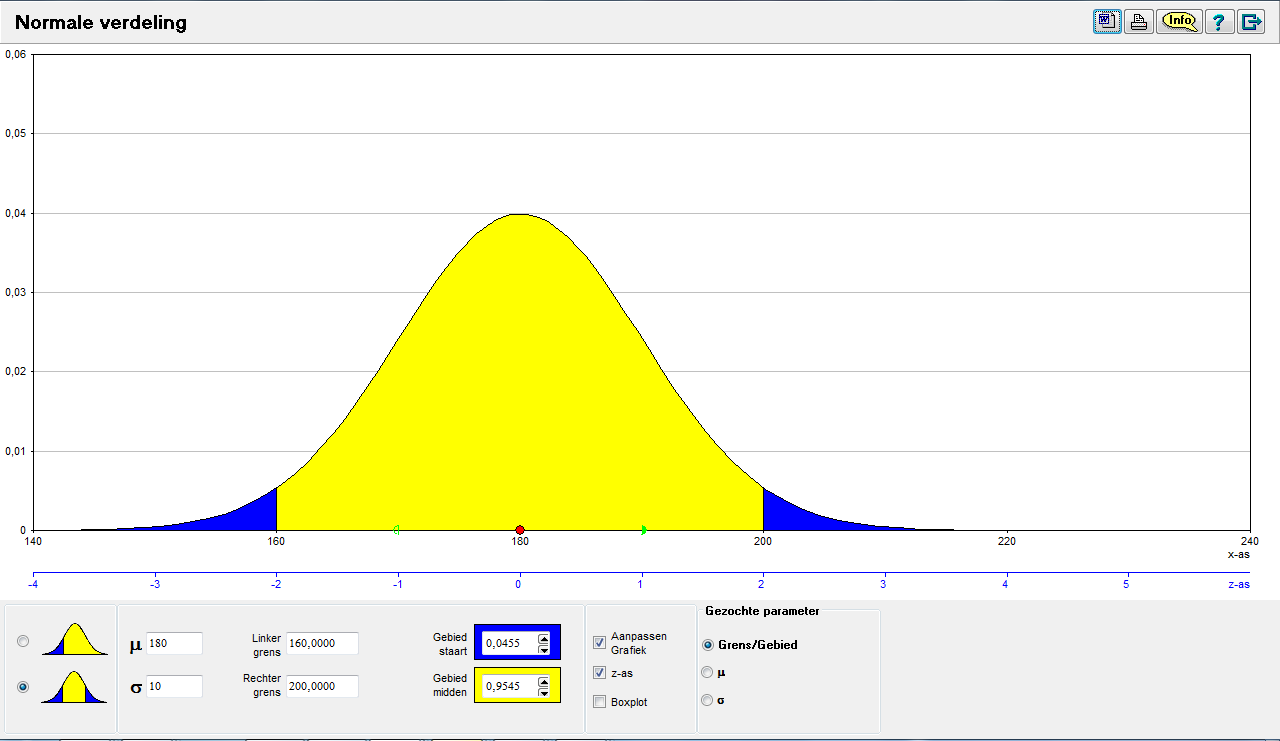 Normale verdeling
Info
?
0,06
0,05
0,04
0,03
0,02
0,01
0
140 160 180 200 220 240
x-as
-4 -3 -2 -1 0 1 2 3 4 5 z-as
Gezochte parameter
μ 180
Linker grens 160,0000
Gebied staart 0,0455
Aanpassen Grafiek
Grens/Gebied
z-as
μ
σ 10
Rechter grens 200,0000
Gebied midden 0,9545
Boxplot
σ